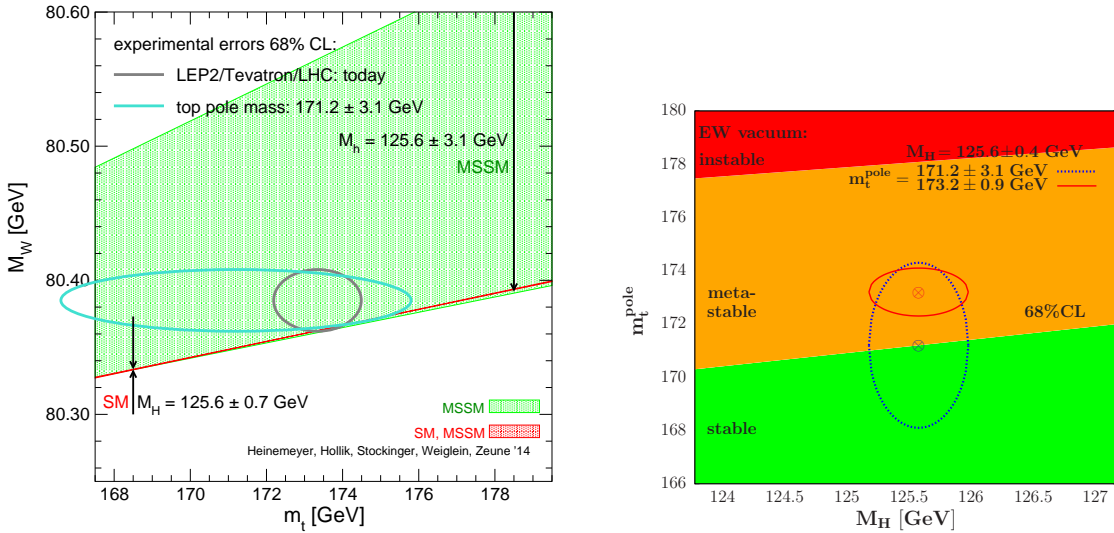 80.60
experimental errors 68% CL:
LEP2/Tevatron/LHC: today
top pole mass: 171.2 ± 3.1 GeV
M_h = 125.6 ± 3.1 GeV
MSSM
80.50
M_W [GeV]
80.40
SM M_H = 125.6 ± 0.7 GeV
80.30
MSSM
SM, MSSM
Heinemeyer, Hollik, Stockinger, Weiglein, Zeune '14
168 170 172 174 176 178
m_t [GeV]
180
EW vacuum:
instable
M_H = 125.6±0.4 GeV
m_t^pole = 171.2 ± 3.1 GeV
173.2 ± 0.9 GeV
178
176
174
m_t^pole
meta-
stable
172
68%CL
170
168
stable
166
124 124.5 125 125.5 126 126.5 127
M_H [GeV]